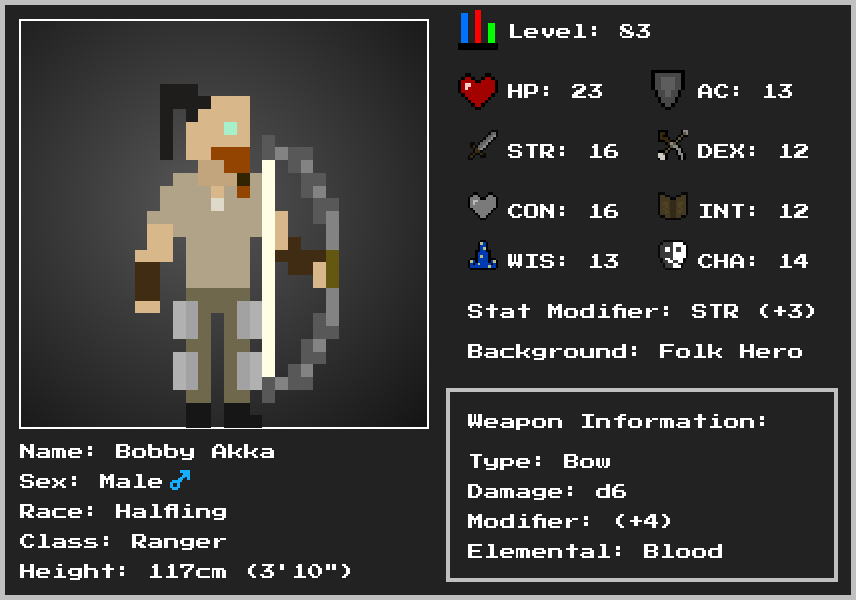 Level: 83
HP: 23
AC: 13
STR: 16
DEX: 12
CON: 16
INT: 12
WIS: 13
CHA: 14
Stat Modifier: STR (+3)
Background: Folk Hero
Weapon Information:
Type: Bow
Damage: d6
Modifier: (+4)
Elemental: Blood
Name: Bobby Akka
Sex: Male ♂
Race: Halfling
Class: Ranger
Height: 117cm (3'10")